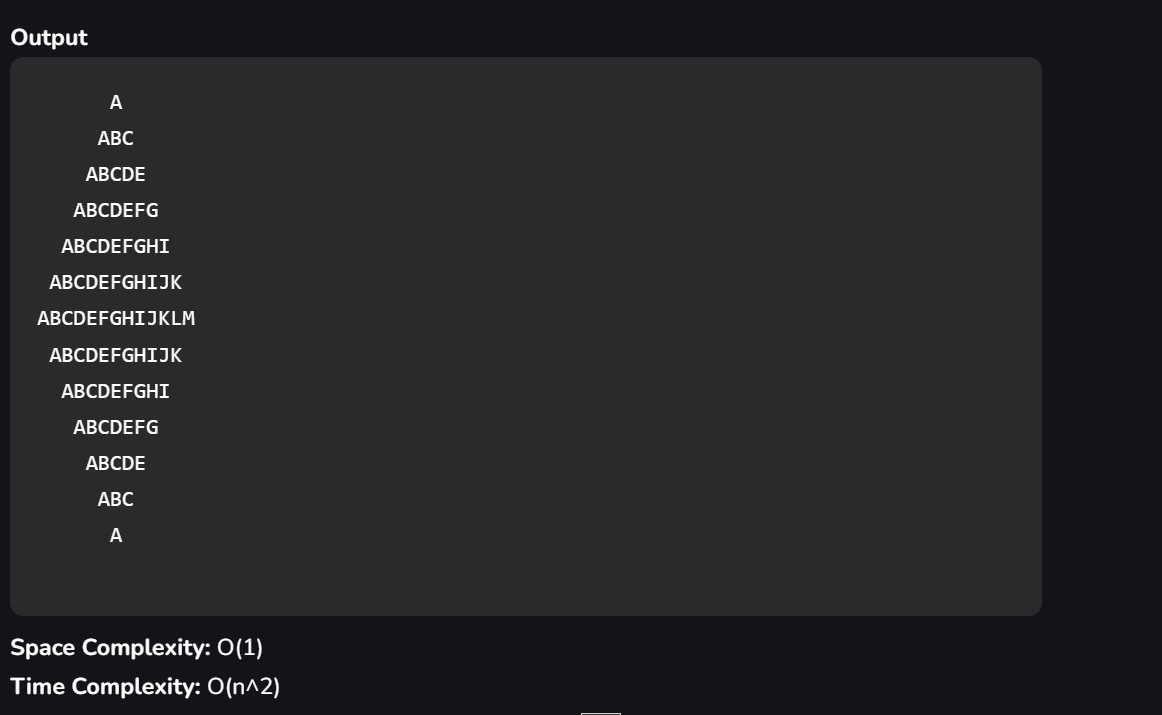 Output
A
ABC
ABCDE
ABCDEFG
ABCDEFGHI
ABCDEFGHIJK
ABCDEFGHIJKLM
ABCDEFGHIJK
ABCDEFGHI
ABCDEFG
ABCDE
ABC
A
Space Complexity: O(1)
Time Complexity: O(n^2)